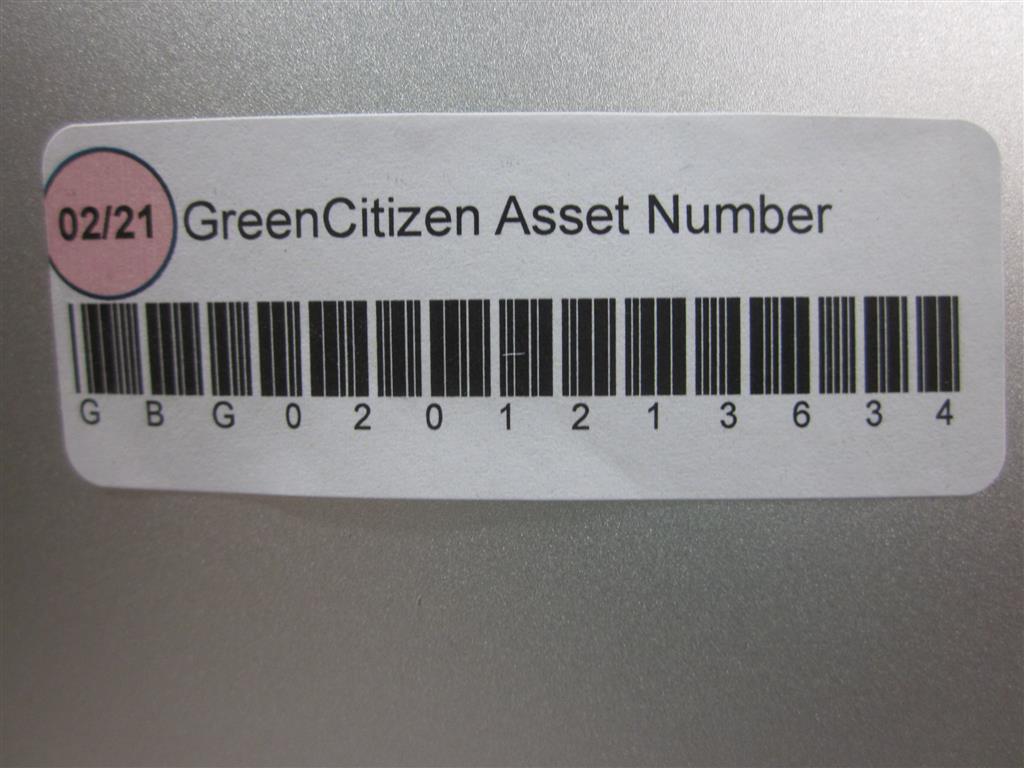 02/21 GreenCitizen Asset Number
G B G 0 2 0 1 2 1 3 6 3 4